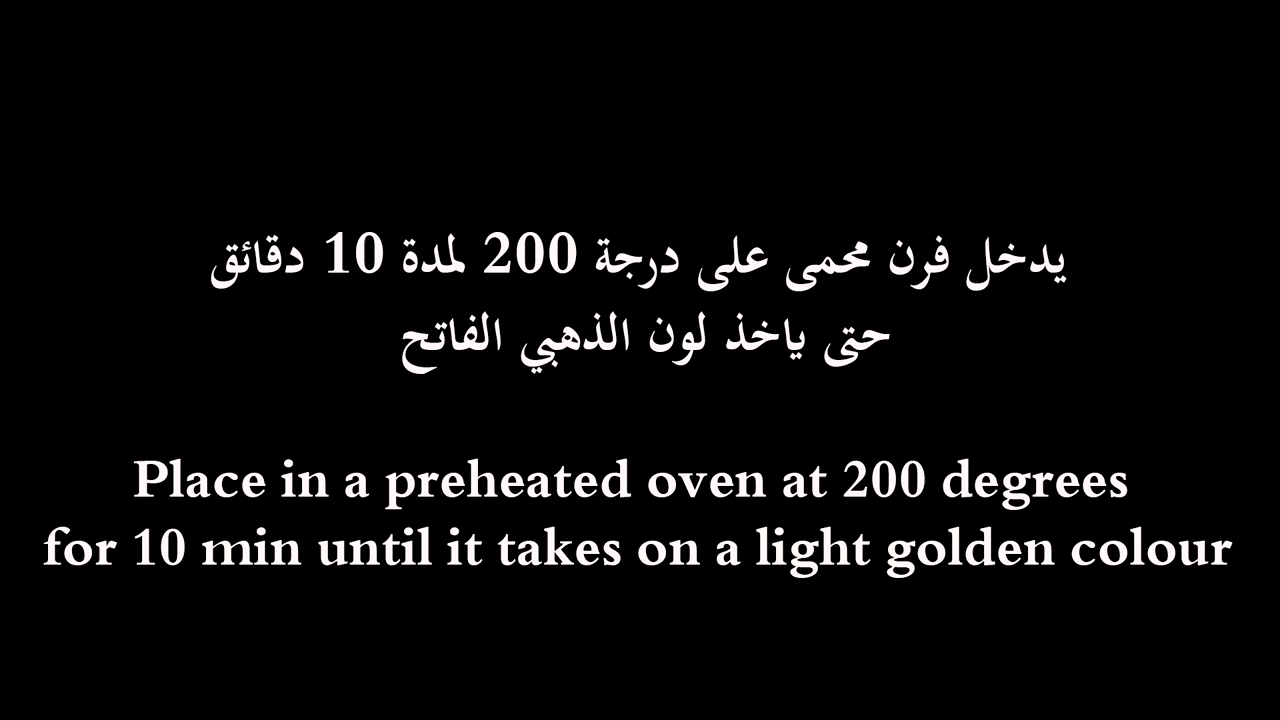 يدخل فرن محمى على درجة 200 لمدة 10 دقائق
حتى ياخذ لون الذهبي الفاتح
Place in a preheated oven at 200 degrees
for 10 min until it takes on a light golden colour